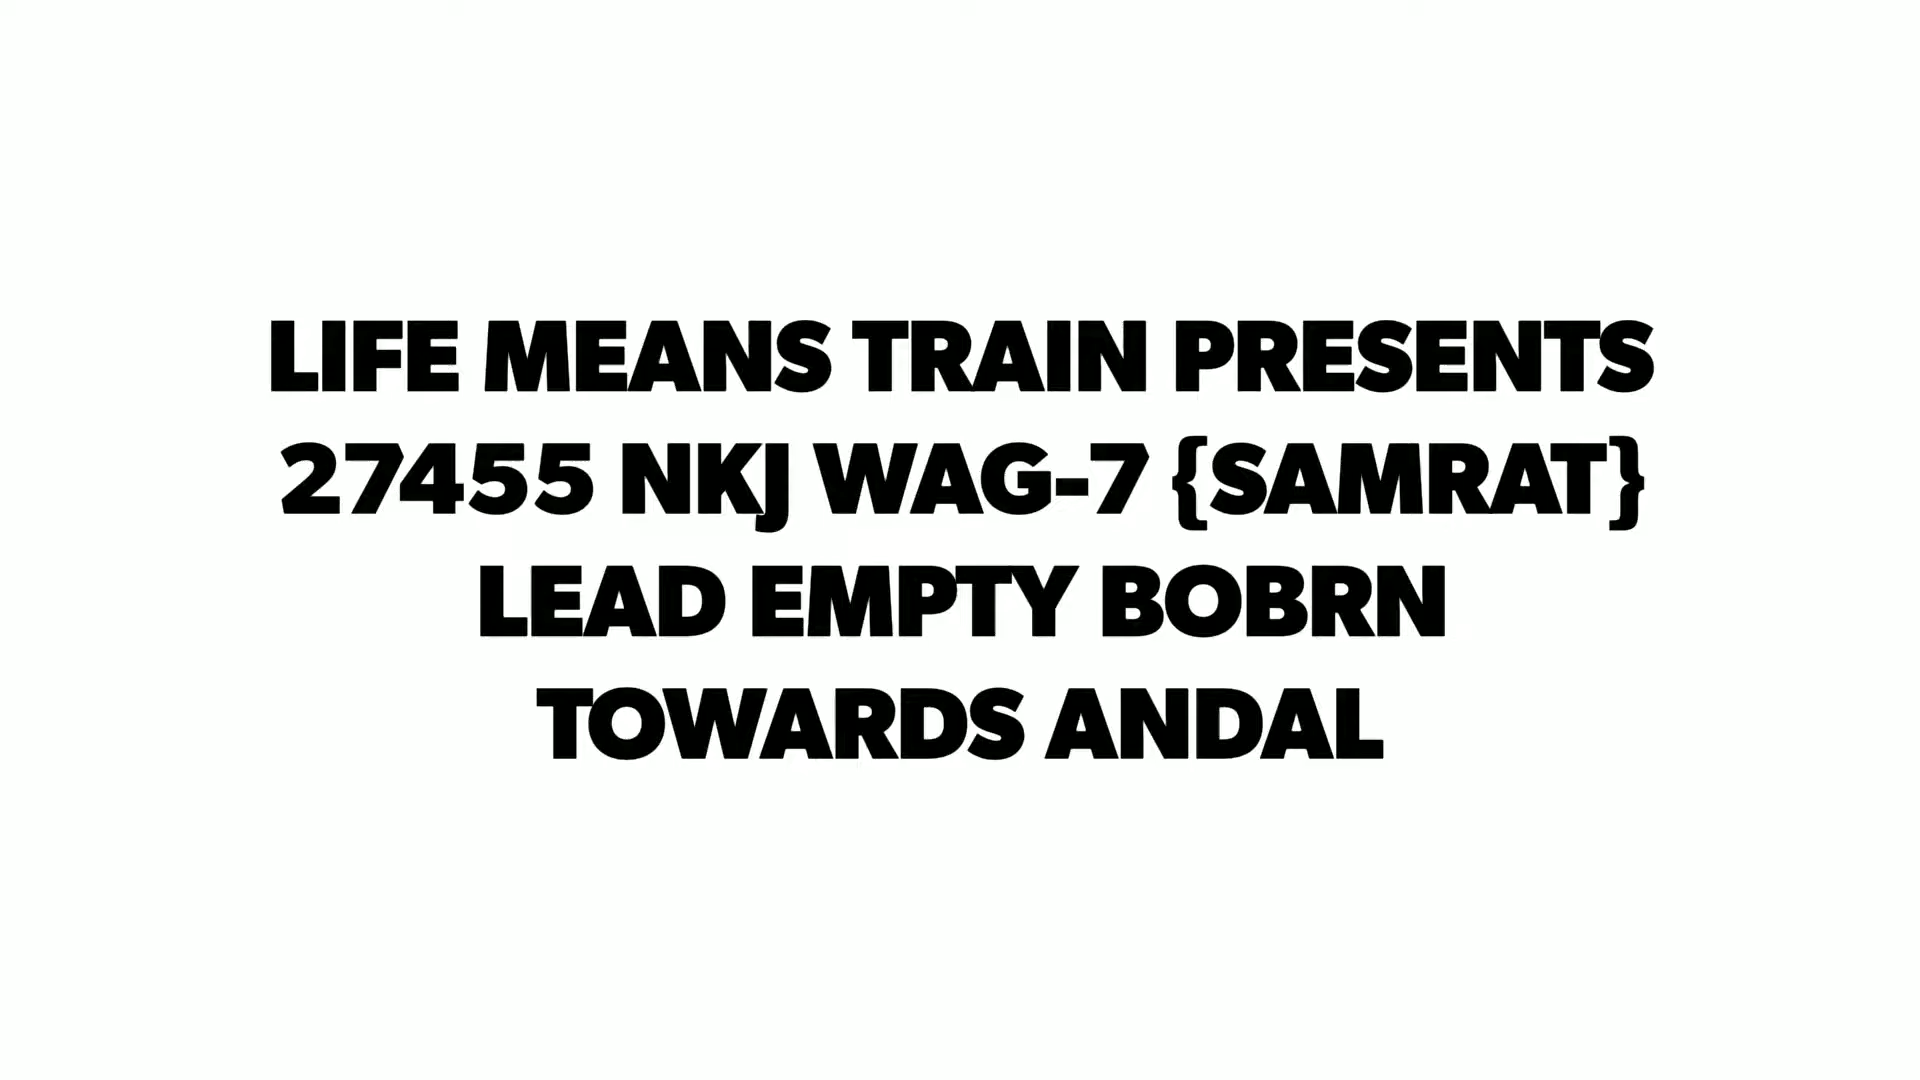 LIFE MEANS TRAIN PRESENTS
27455 NKJ WAG-7 {SAMRAT}
LEAD EMPTY BOBRN
TOWARDS ANDAL